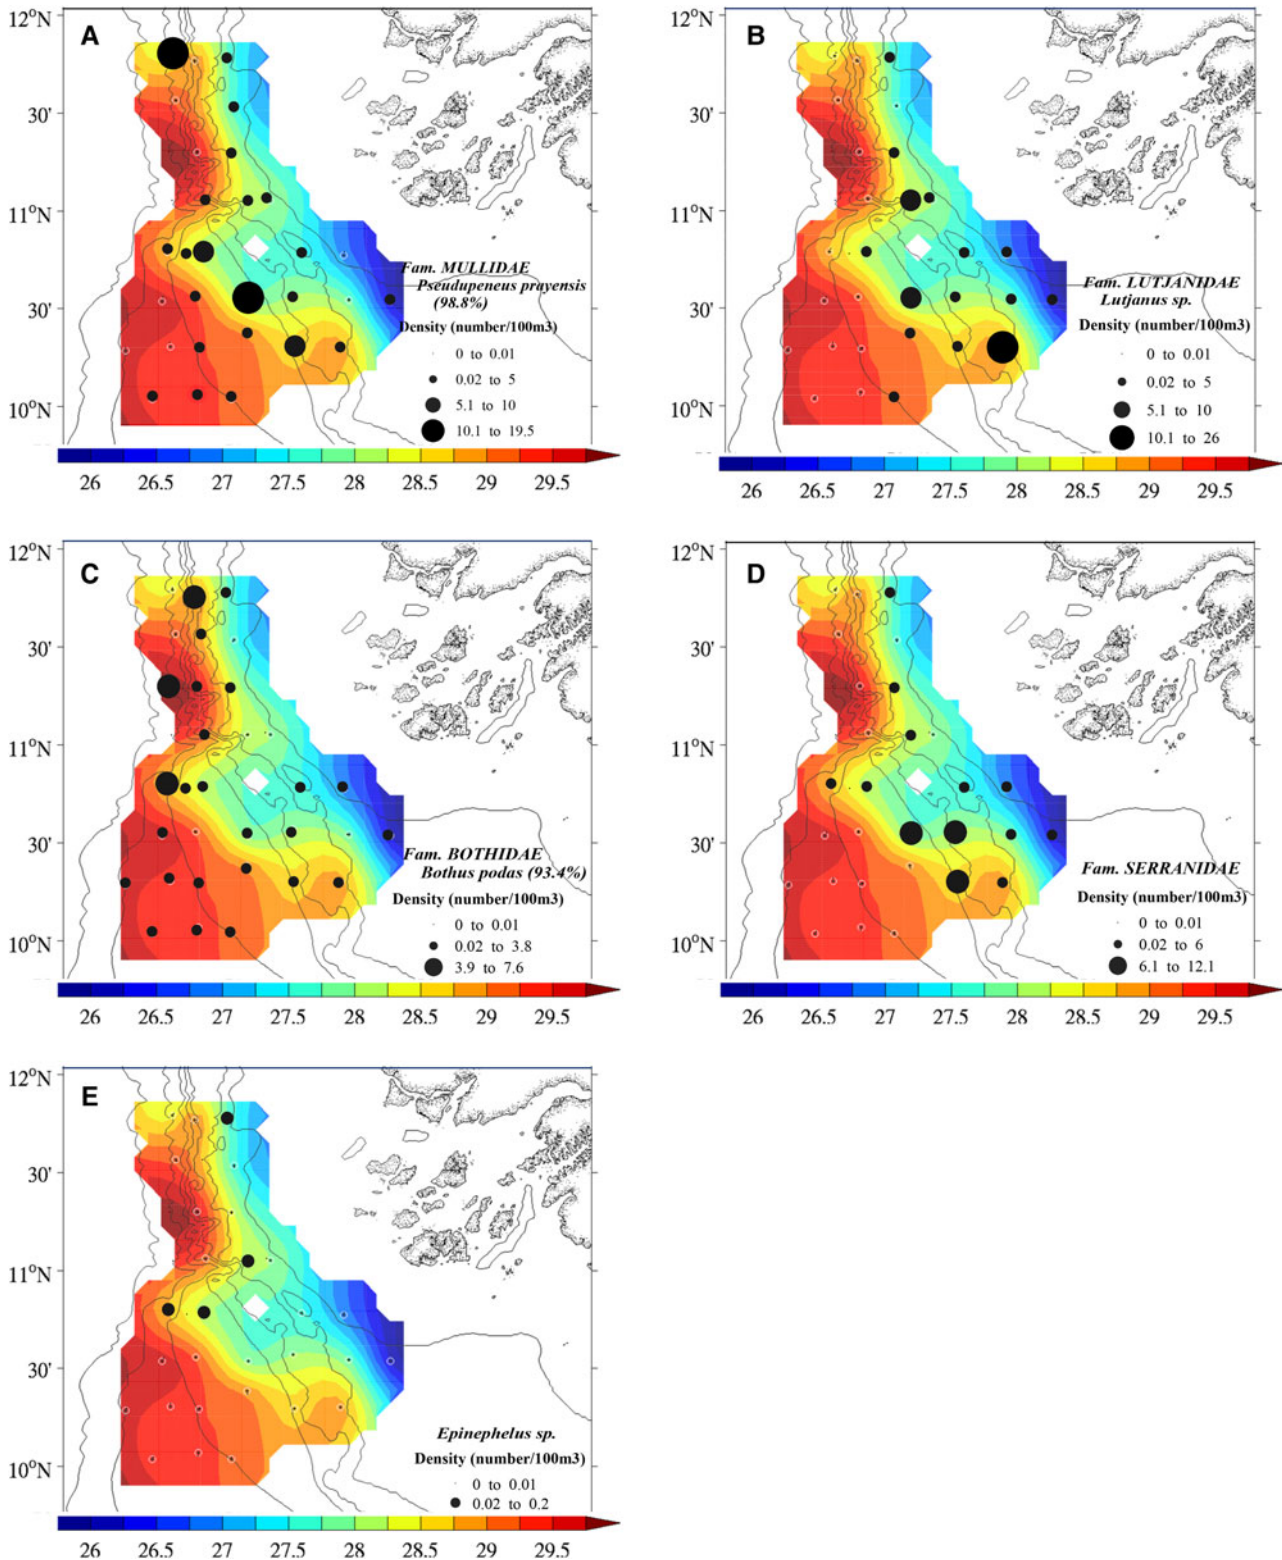 A
12°N
30'
11°N
30'
10°N
Fam. MULLIDAE
Pseudupeneus prayensis
(98.8%)
Density (number/100m3)
0 to 0.01
0.02 to 5
5.1 to 10
10.1 to 19.5
26 26.5 27 27.5 28 28.5 29 29.5
B
12°N
30'
11°N
30'
10°N
Fam. LUTJANIDAE
Lutjanus sp.
Density (number/100m3)
0 to 0.01
0.02 to 5
5.1 to 10
10.1 to 26
26 26.5 27 27.5 28 28.5 29 29.5
C
12°N
30'
11°N
30'
10°N
Fam. BOTHIDAE
Bothus podas (93.4%)
Density (number/100m3)
0 to 0.01
0.02 to 3.8
3.9 to 7.6
26 26.5 27 27.5 28 28.5 29 29.5
D
12°N
30'
11°N
30'
10°N
Fam. SERRANIDAE
Density (number/100m3)
0 to 0.01
0.02 to 6
6.1 to 12.1
26 26.5 27 27.5 28 28.5 29 29.5
E
12°N
30'
11°N
30'
10°N
Epinephelus sp.
Density (number/100m3)
0 to 0.01
0.02 to 0.2
26 26.5 27 27.5 28 28.5 29 29.5